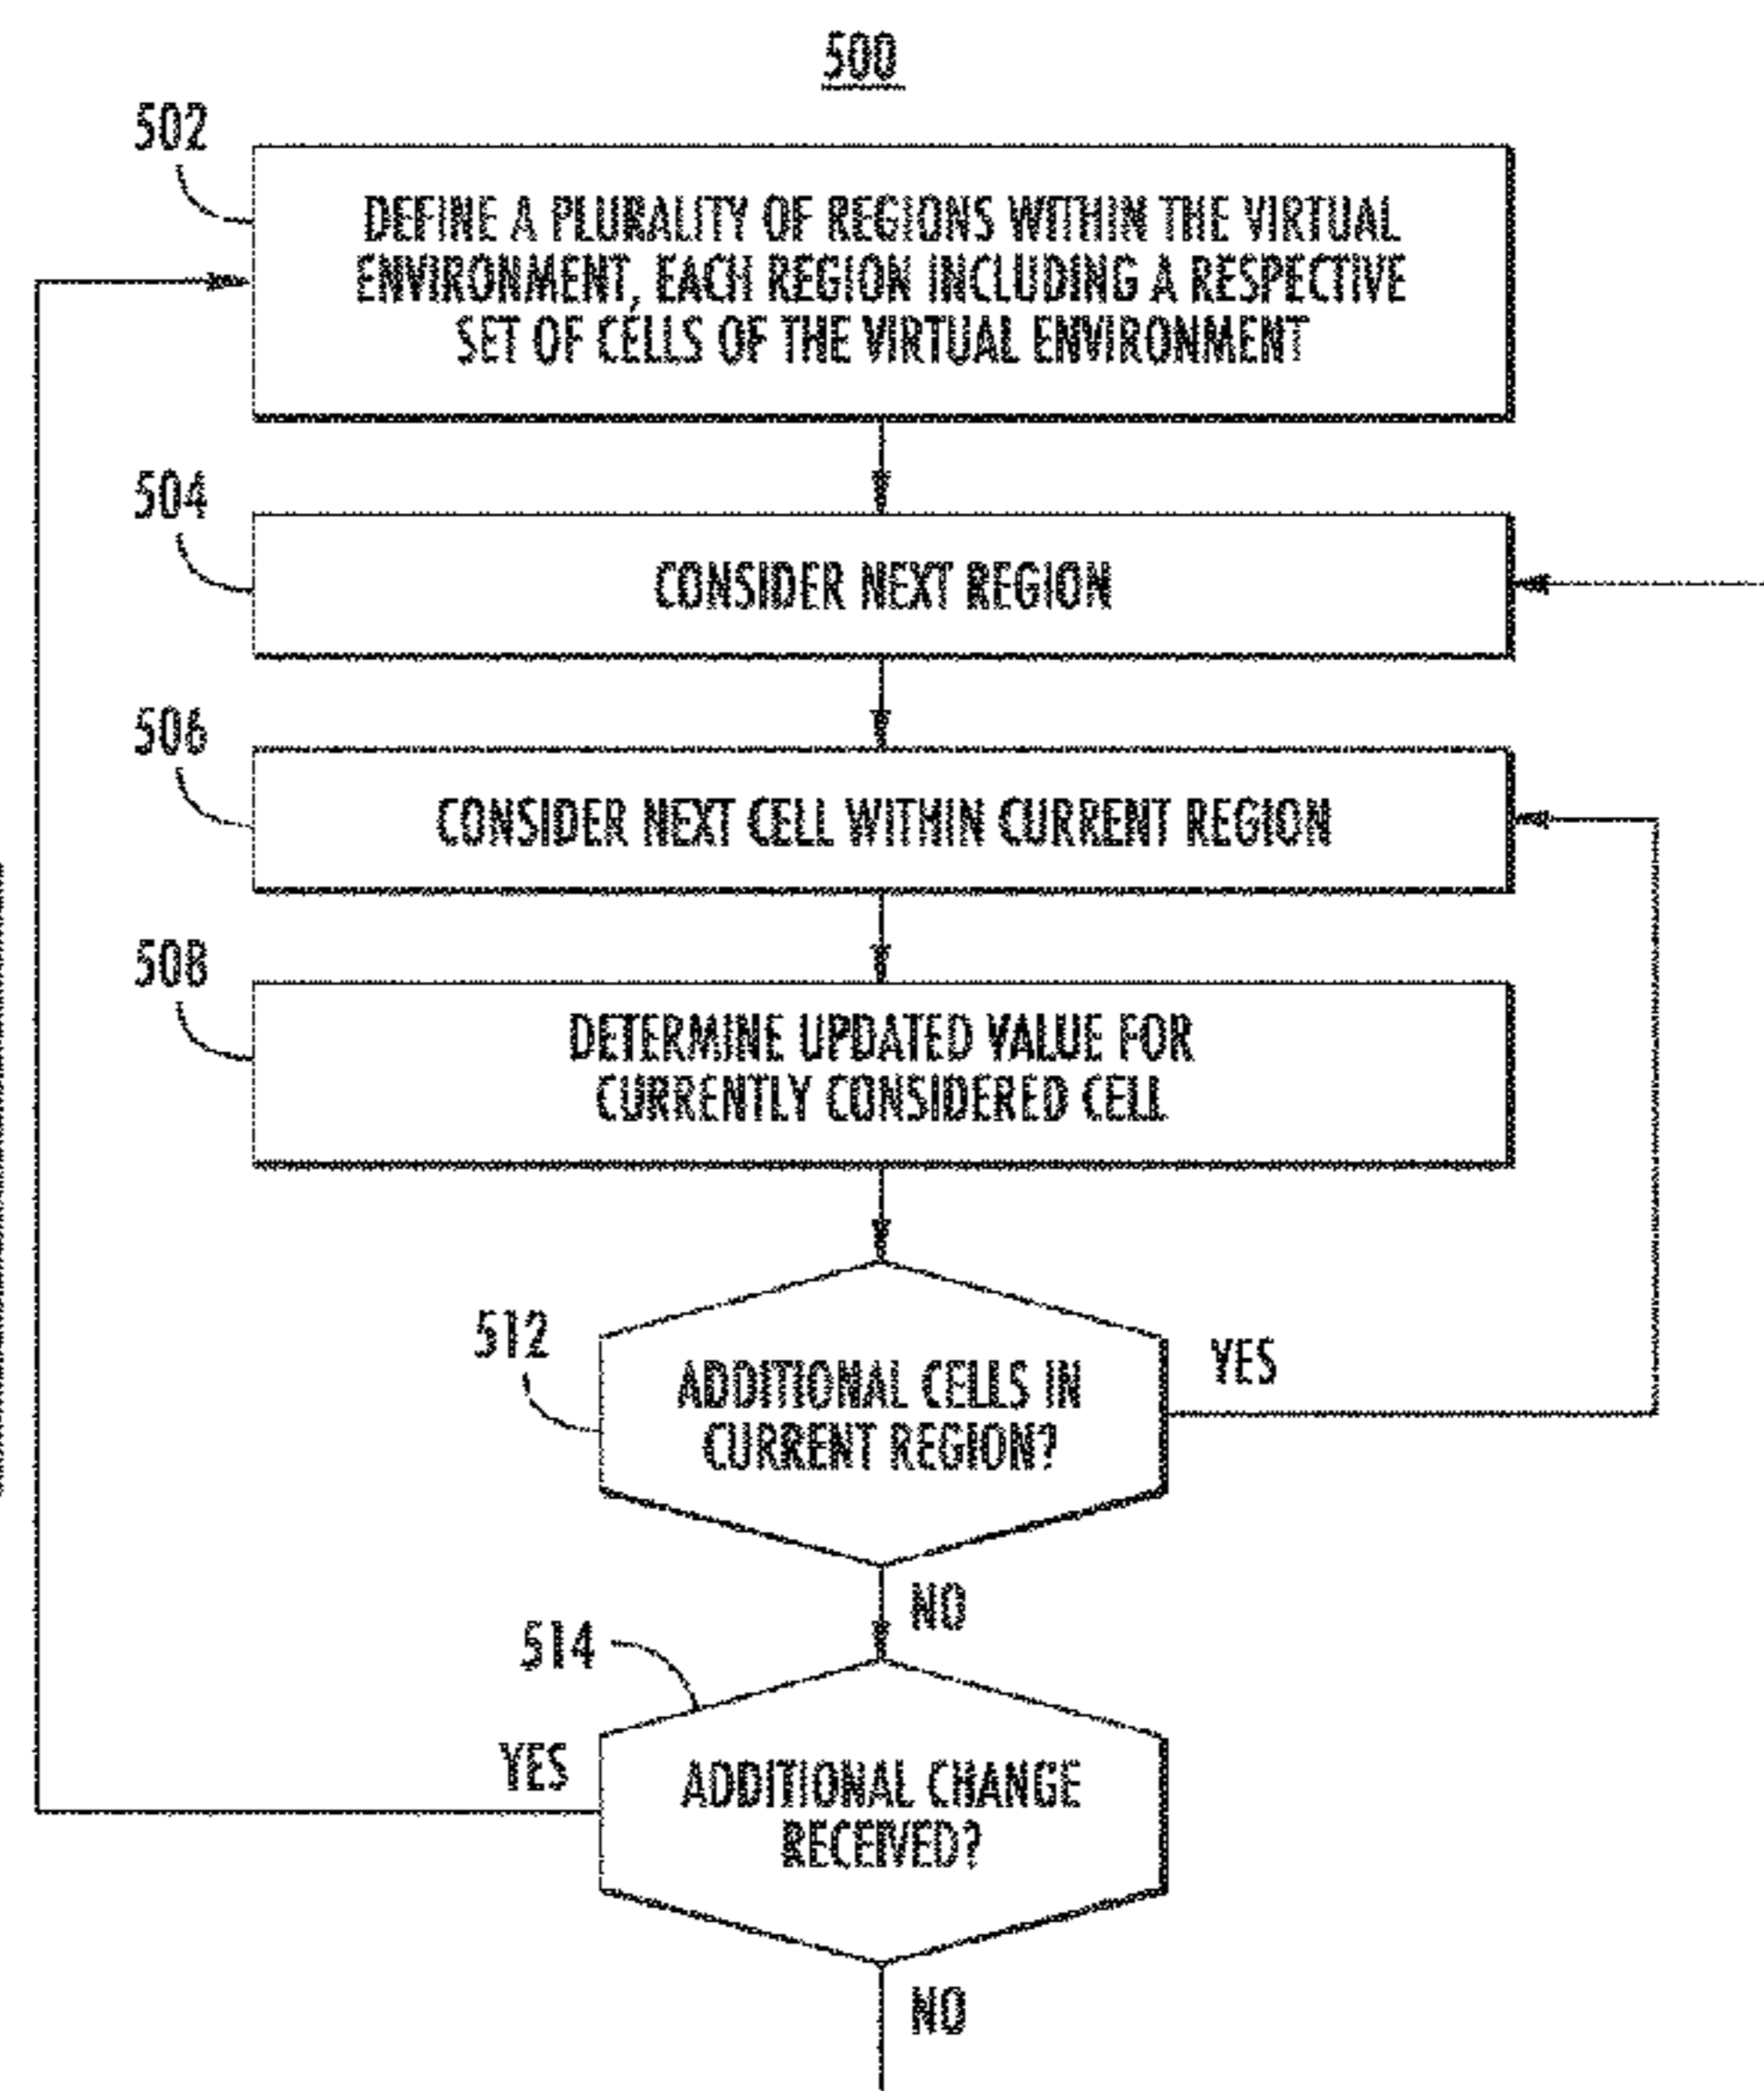 500
502
DEFINE A PLURALITY OF REGIONS WITHIN THE VIRTUAL
ENVIRONMENT, EACH REGION INCLUDING A RESPECTIVE
SET OF CELLS OF THE VIRTUAL ENVIRONMENT
504
CONSIDER NEXT REGION
506
CONSIDER NEXT CELL WITHIN CURRENT REGION
508
DETERMINE UPDATED VALUE FOR
CURRENTLY CONSIDERED CELL
512
ADDITIONAL CELLS IN
CURRENT REGION?
YES
NO
514
YES
ADDITIONAL CHANGE
RECEIVED?
NO